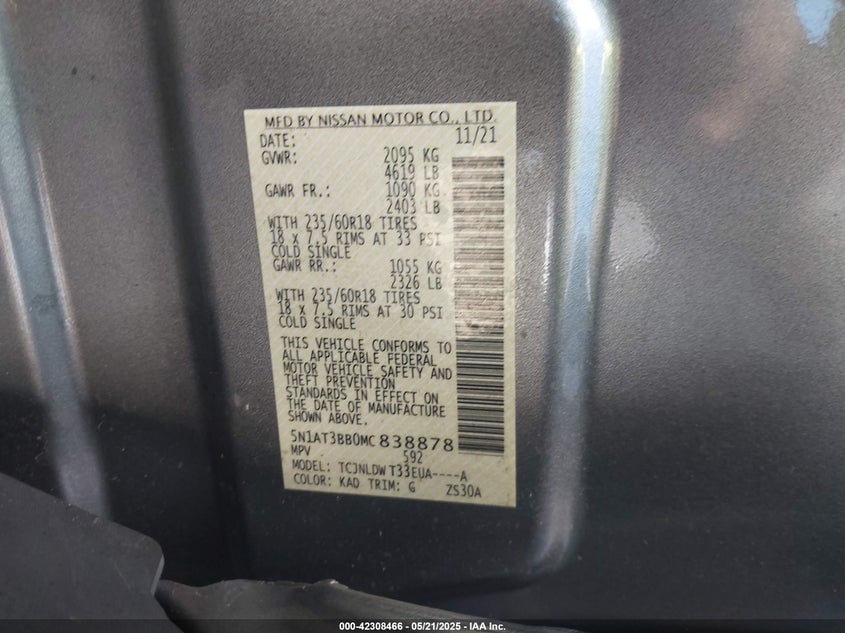 MFD BY NISSAN MOTOR CO., LTD.
DATE: 11/21
GVWR: 2095 KG
4619 LB
GAWR FR.: 1090 KG
2403 LB
WITH 235/60R18 TIRES
18 x 7.5 RIMS AT 33 PSI
COLD SINGLE
GAWR RR.: 1055 KG
2326 LB
WITH 235/60R18 TIRES
18 x 7.5 RIMS AT 30 PSI
COLD SINGLE
THIS VEHICLE CONFORMS TO
ALL APPLICABLE FEDERAL
MOTOR VEHICLE SAFETY AND
THEFT PREVENTION
STANDARDS IN EFFECT ON
THE DATE OF MANUFACTURE
SHOWN ABOVE.
5N1AT3BB0MC838878
MPV 592
MODEL: TCJNLDW T33EUA----A
COLOR: KAD TRIM: G ZS30A
000-42308466 - 05/21/2025 - IAA Inc.